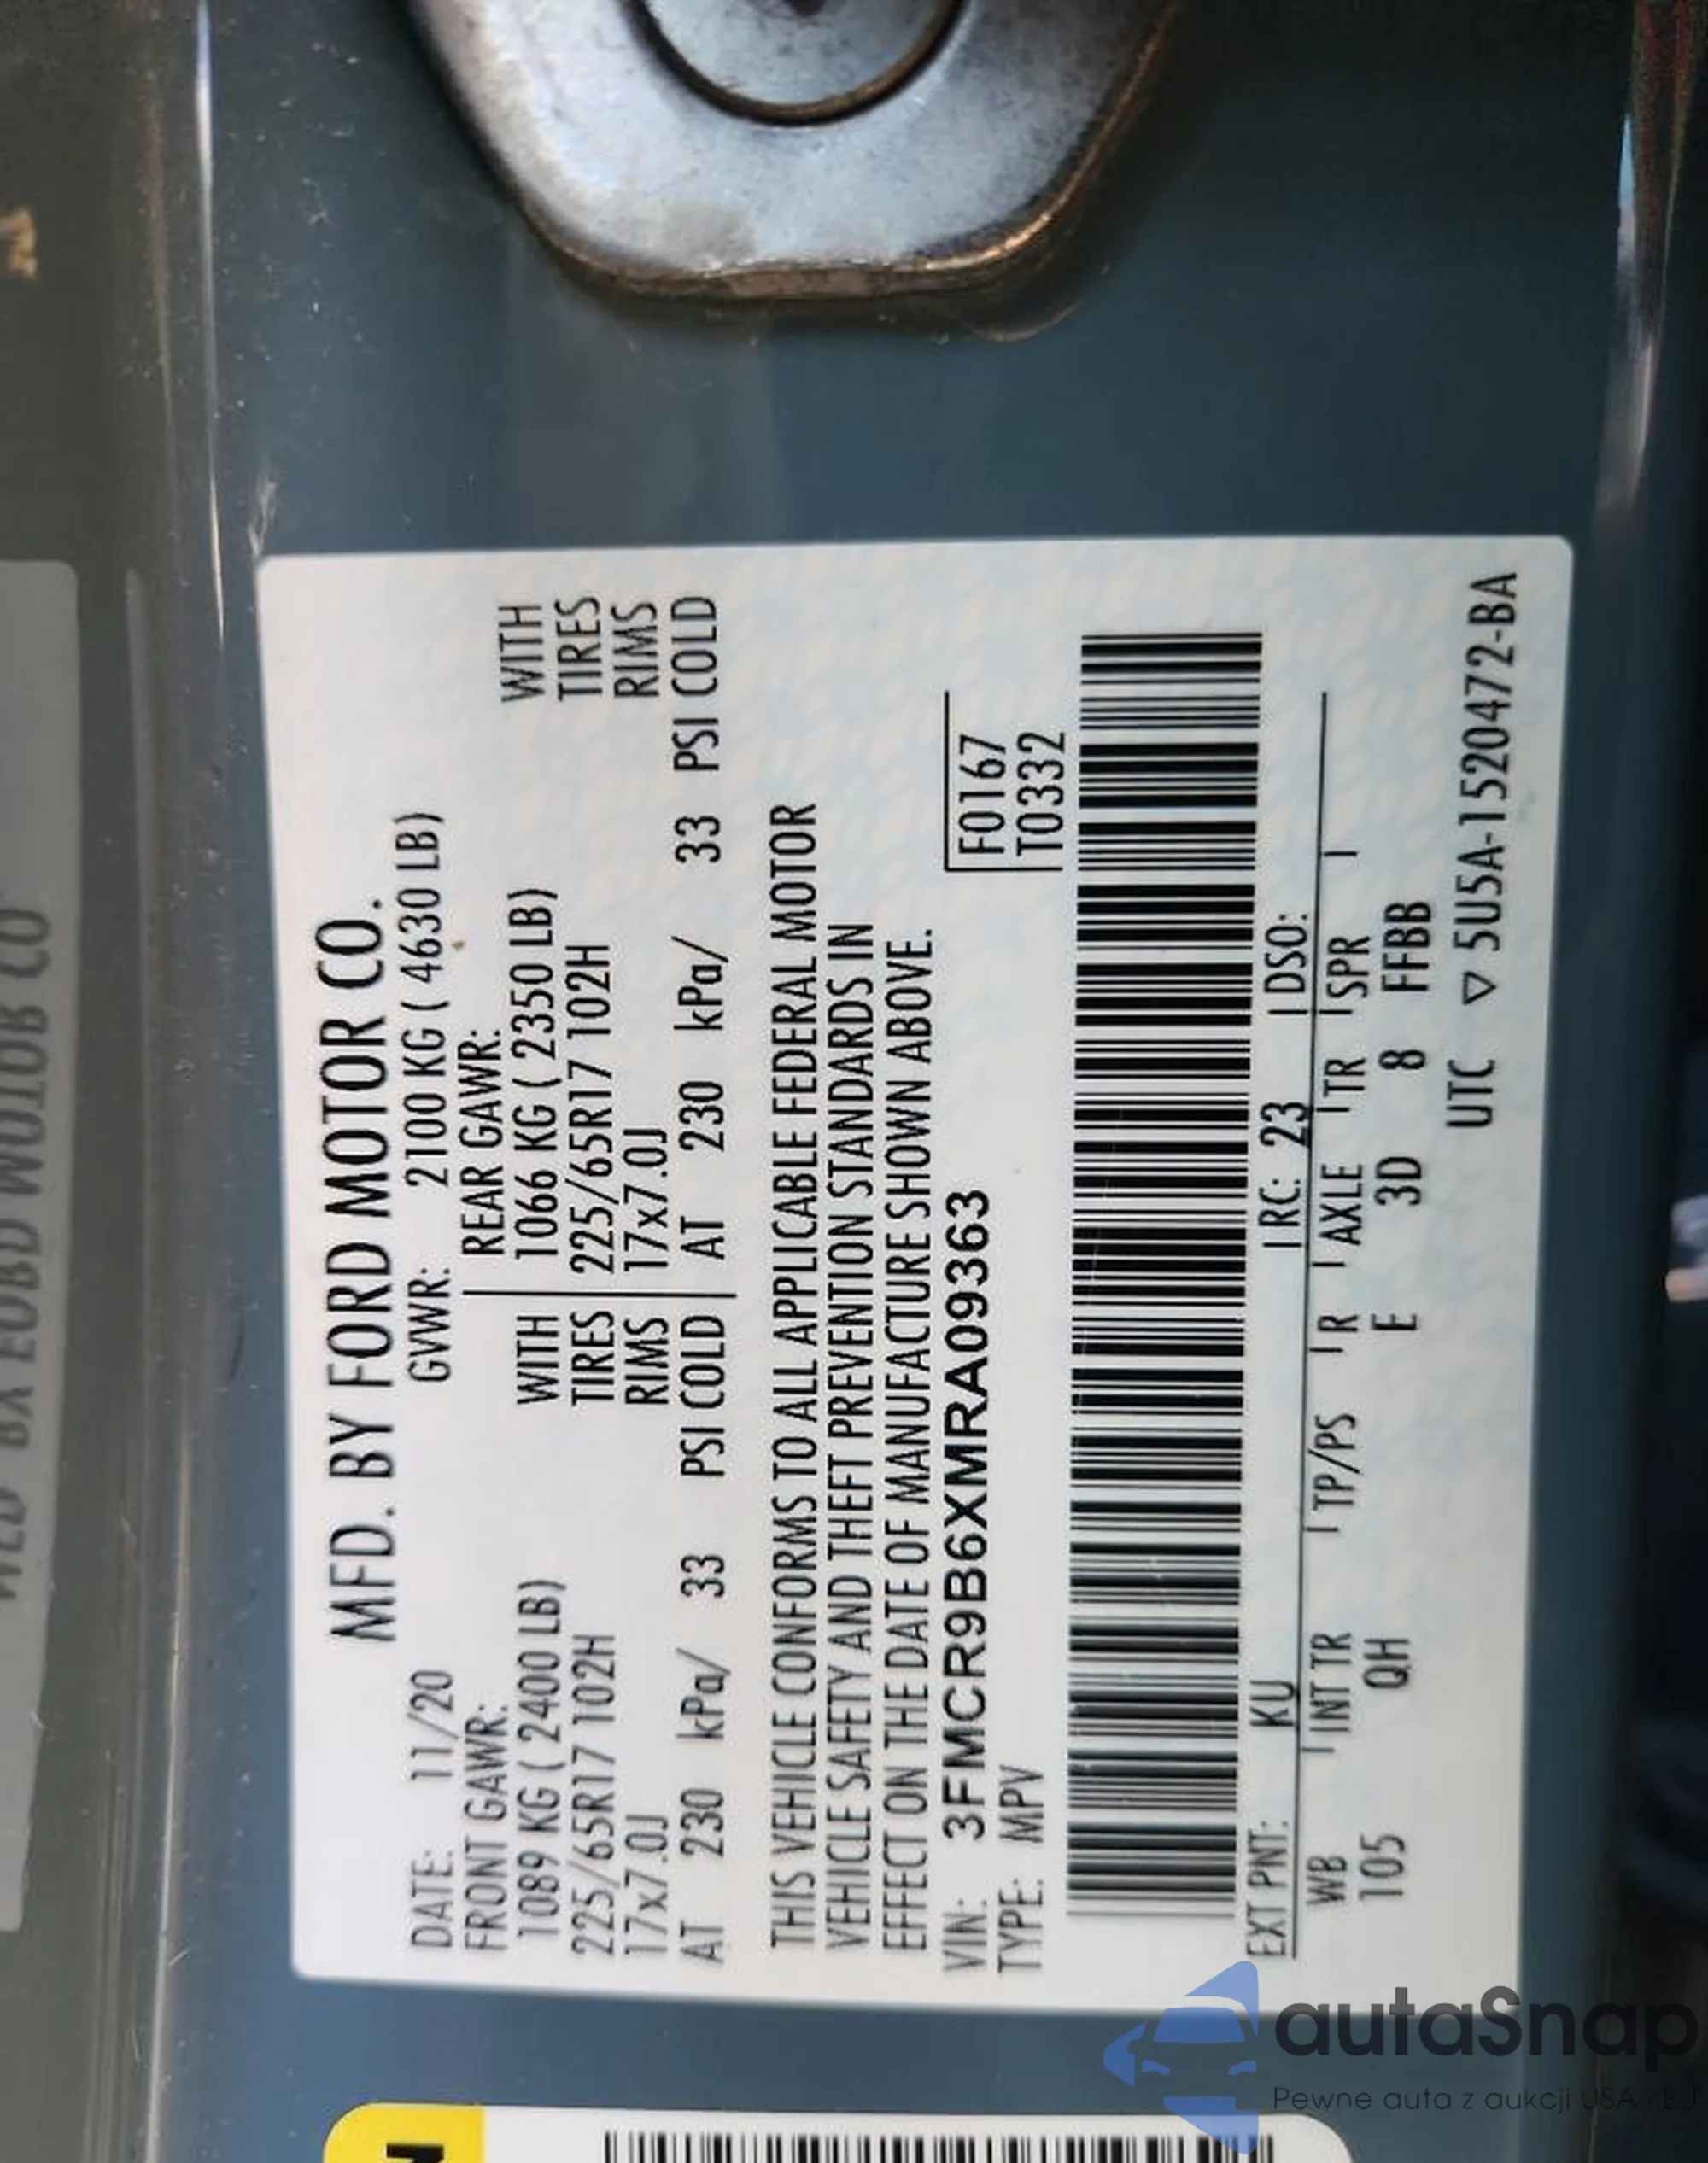 MFD. BY FORD MOTOR CO.
DATE: 11/20 GVWR: 2100 KG ( 4630 LB)
FRONT GAWR: REAR GAWR:
1089 KG ( 2400 LB) WITH 1066 KG ( 2350 LB) WITH
225/65R17 102H TIRES 225/65R17 102H TIRES
17x7.0J RIMS 17x7.0J RIMS
AT 230 kPa/ 33 PSI COLD AT 230 kPa/ 33 PSI COLD
THIS VEHICLE CONFORMS TO ALL APPLICABLE FEDERAL MOTOR
VEHICLE SAFETY AND THEFT PREVENTION STANDARDS IN
EFFECT ON THE DATE OF MANUFACTURE SHOWN ABOVE.
VIN: 3FMCR9B6XMRA09363 F0167
TYPE: MPV T0332
EXT PNT: KU RC: 23 DSO:
WB INT TR TP/PS R AXLE TR SPR
105 QH E 3D 8 FFBB
UTC ▽ 5U5A-1520472-BA
autaSnap
Pewne auta z aukcji USA i EU